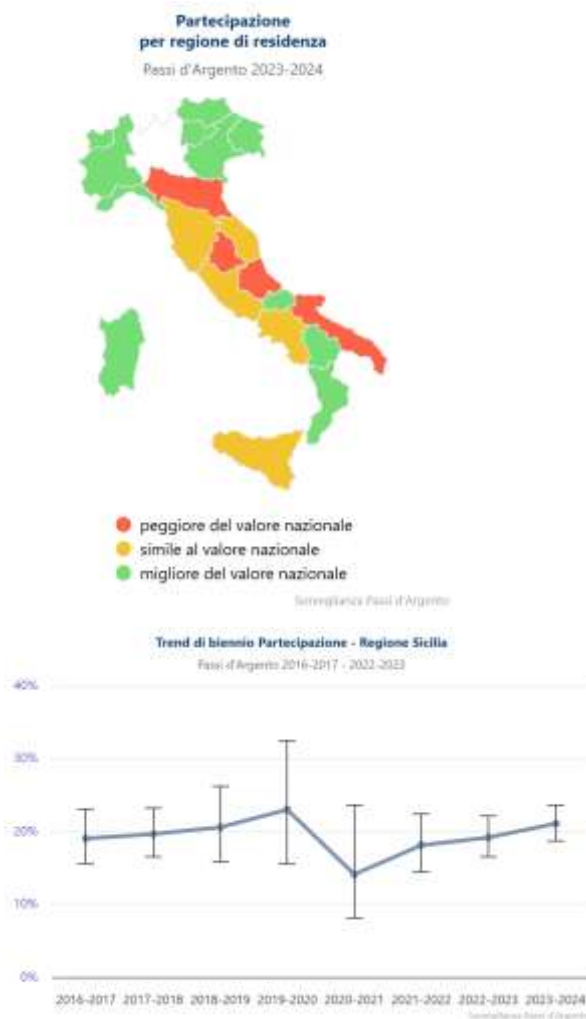 Partecipazione
per regione di residenza
Passi d'Argento 2023-2024
peggiore del valore nazionale
simile al valore nazionale
migliore del valore nazionale
Sorveglianza Passi d'Argento
Trend di biennio Partecipazione - Regione Sicilia
Passi d'Argento 2016-2017 - 2022-2023
40%
30%
20%
10%
0%
2016-2017 2017-2018 2018-2019 2019-2020 2020-2021 2021-2022 2022-2023 2023-2024
Sorveglianza Passi d'Argento